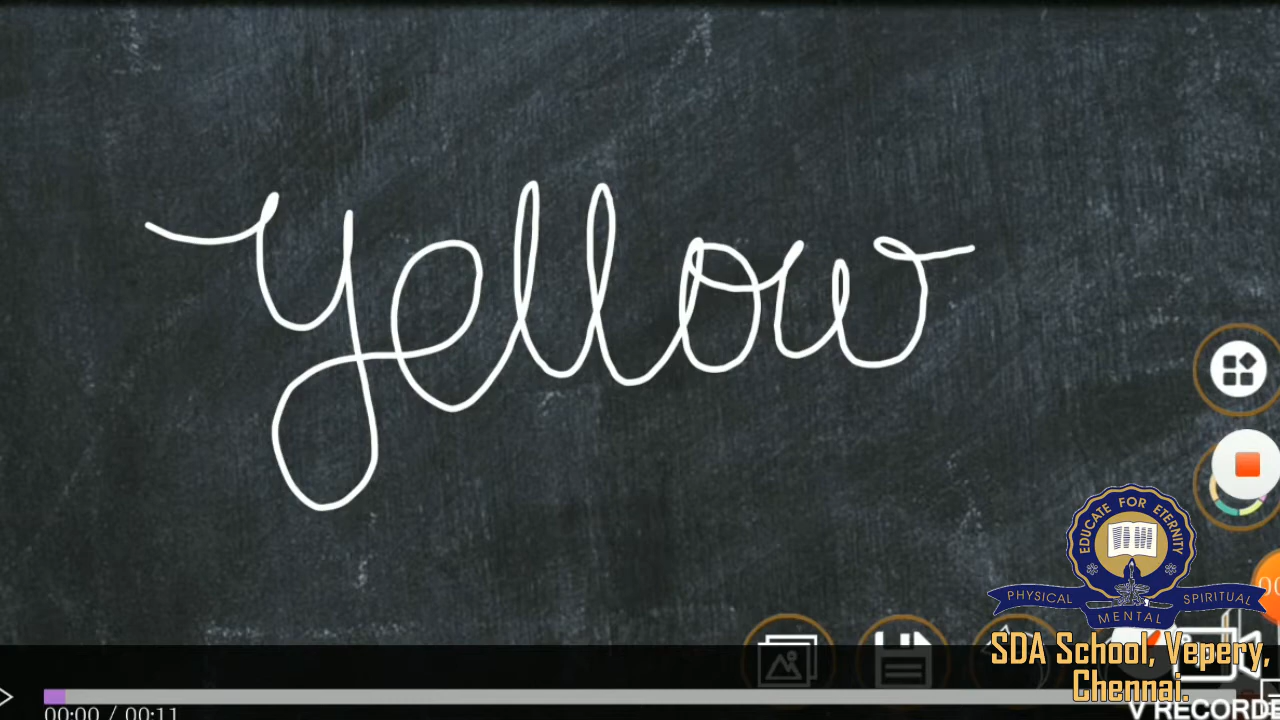 yellow
EDUCATE FOR ETERNITY
PHYSICAL MENTAL SPIRITUAL
SDA School, Vepery,
Chennai.
00:00 / 00:11
V RECORDE